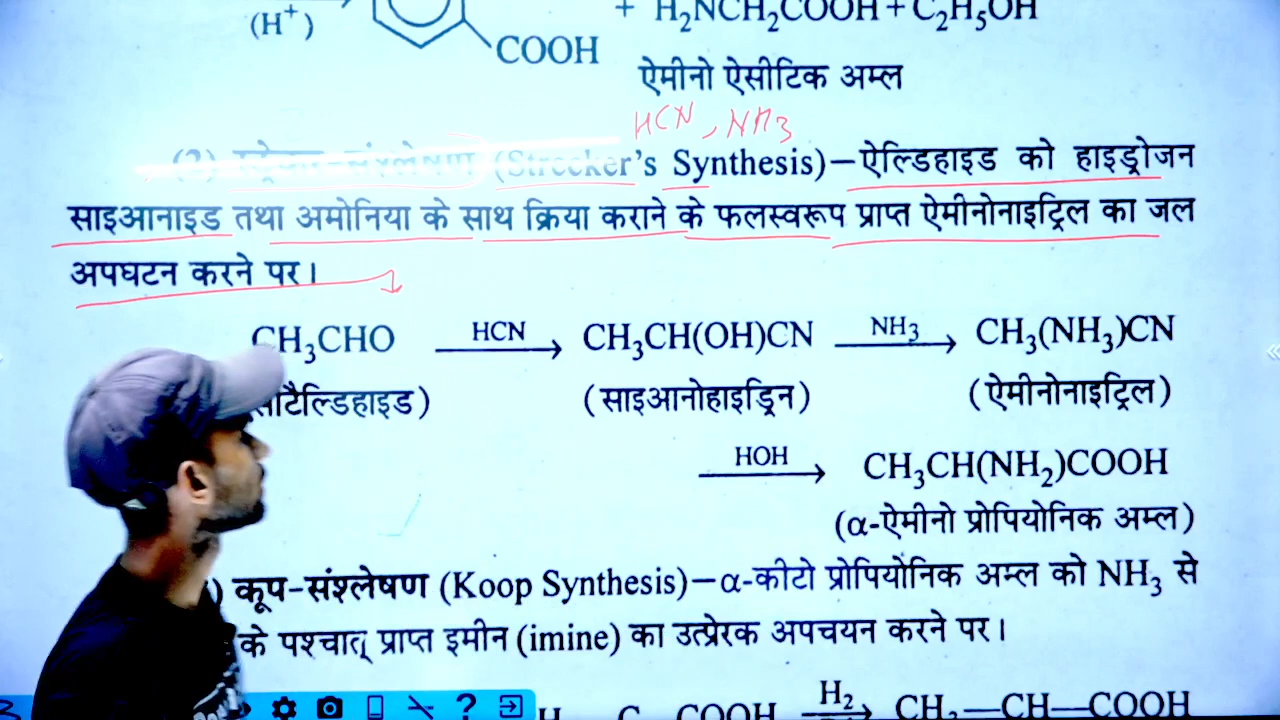 (H⁺) COOH + H₂NCH₂COOH + C₂H₅OH
ऐमीनो ऐसीटिक अम्ल
HCN, NH3
(2) स्ट्रेकर-संश्लेषण (Strecker's Synthesis)–ऐल्डिहाइड को हाइड्रोजन
साइआनाइड तथा अमोनिया के साथ क्रिया कराने के फलस्वरूप प्राप्त ऐमीनोनाइट्रिल का जल
अपघटन करने पर।
CH₃CHO HCN→ CH₃CH(OH)CN NH₃→ CH₃(NH₃)CN
(साइआनोहाइड्रिन) (ऐमीनोनाइट्रिल)
HOH→ CH₃CH(NH₂)COOH
(α-ऐमीनो प्रोपियोनिक अम्ल)
) कूप-संश्लेषण (Koop Synthesis)–α-कीटो प्रोपियोनिक अम्ल को NH₃ से
के पश्चात् प्राप्त इमीन (imine) का उत्प्रेरक अपचयन करने पर।
COOH H₂→ CH₃—CH—COOH